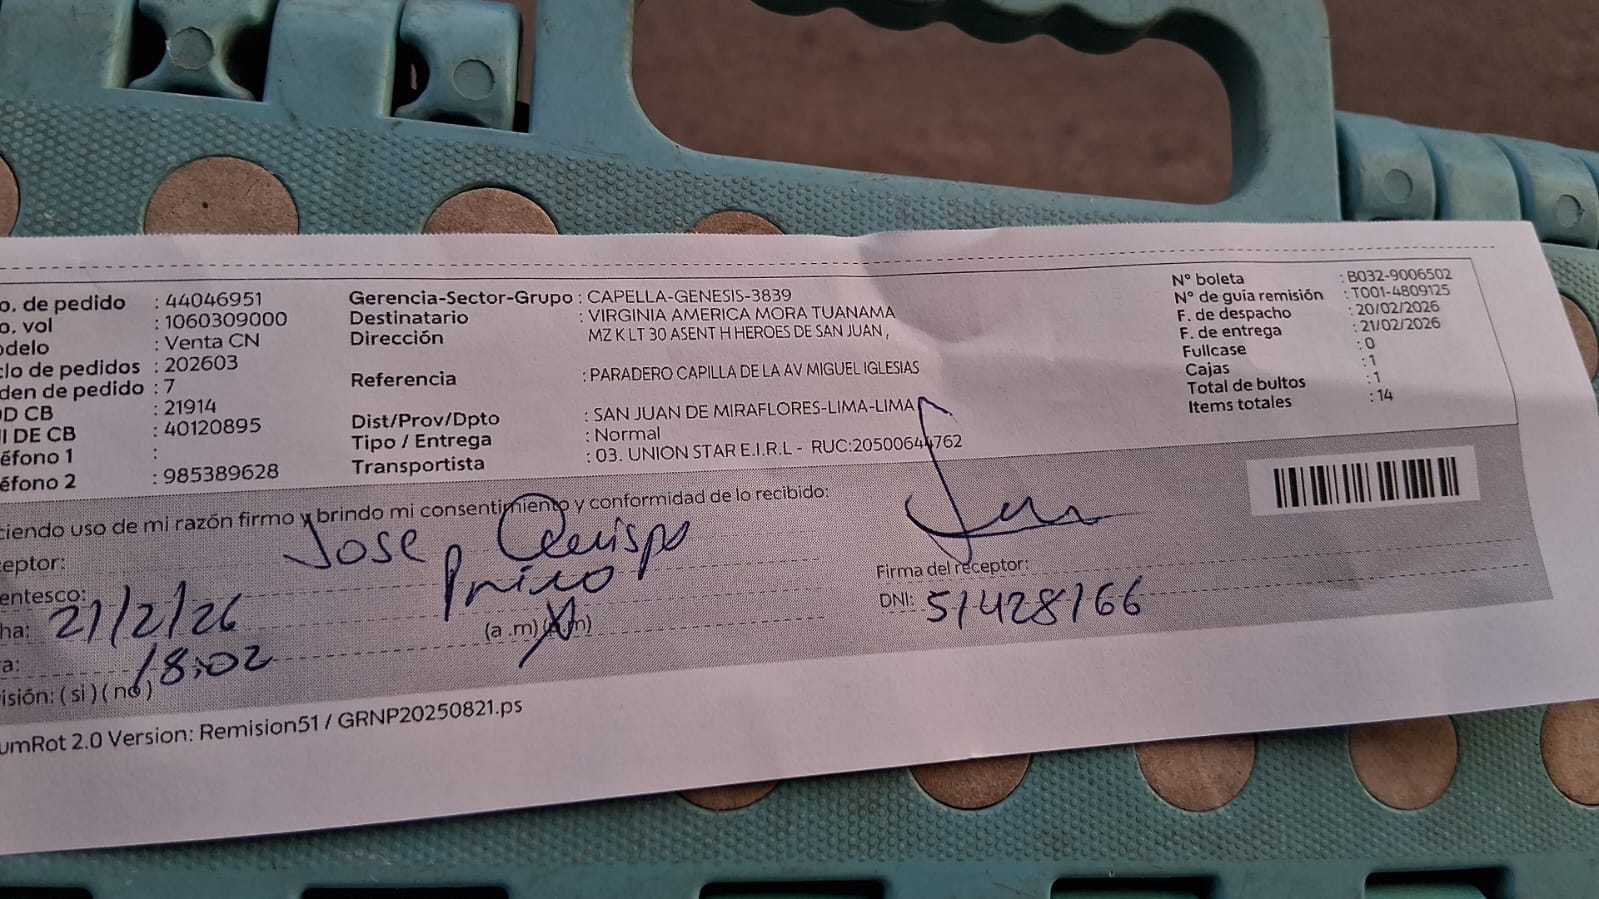 o. de pedido : 44046951
o. vol : 1060309000
odelo : Venta CN
clo de pedidos : 202603
den de pedido : 7
D CB : 21914
I DE CB : 40120895
éfono 1 :
éfono 2 : 985389628
Gerencia-Sector-Grupo : CAPELLA-GENESIS-3839
Destinatario : VIRGINIA AMERICA MORA TUANAMA
Dirección MZ K LT 30 ASENT H HEROES DE SAN JUAN ,
Referencia : PARADERO CAPILLA DE LA AV MIGUEL IGLESIAS
Dist/Prov/Dpto : SAN JUAN DE MIRAFLORES-LIMA-LIMA
Tipo / Entrega : Normal
Transportista : 03. UNION STAR E.I.R.L - RUC:20500644762
N° boleta : B032-9006502
N° de guía remisión : T001-4809125
F. de despacho : 20/02/2026
F. de entrega : 21/02/2026
Fullcase : 0
Cajas : 1
Total de bultos : 1
Items totales : 14
ciendo uso de mi razón firmo y brindo mi consentimiento y conformidad de lo recibido:
eptor: Jose Quispe
entesco: Primo
ha: 21/2/26
ra: 18:02 (a .m) (p.m)
isión: ( si ) ( no )
Firma del receptor:
DNI: 51428166
umRot 2.0 Version: Remision51 / GRNP20250821.ps